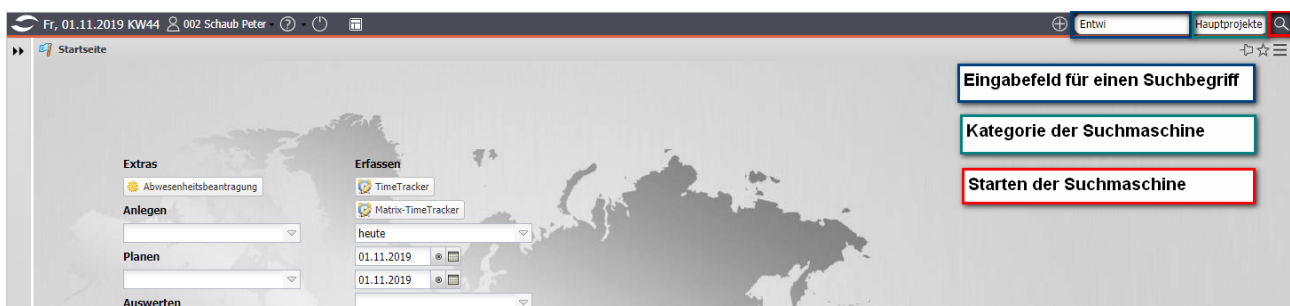 Fr, 01.11.2019 KW44 002 Schaub Peter
Entwi
Hauptprojekte
Startseite
Eingabefeld für einen Suchbegriff
Kategorie der Suchmaschine
Starten der Suchmaschine
Extras
Erfassen
Abwesenheitsbeantragung
TimeTracker
Anlegen
Matrix-TimeTracker
heute
Planen
01.11.2019
01.11.2019
Auswerten